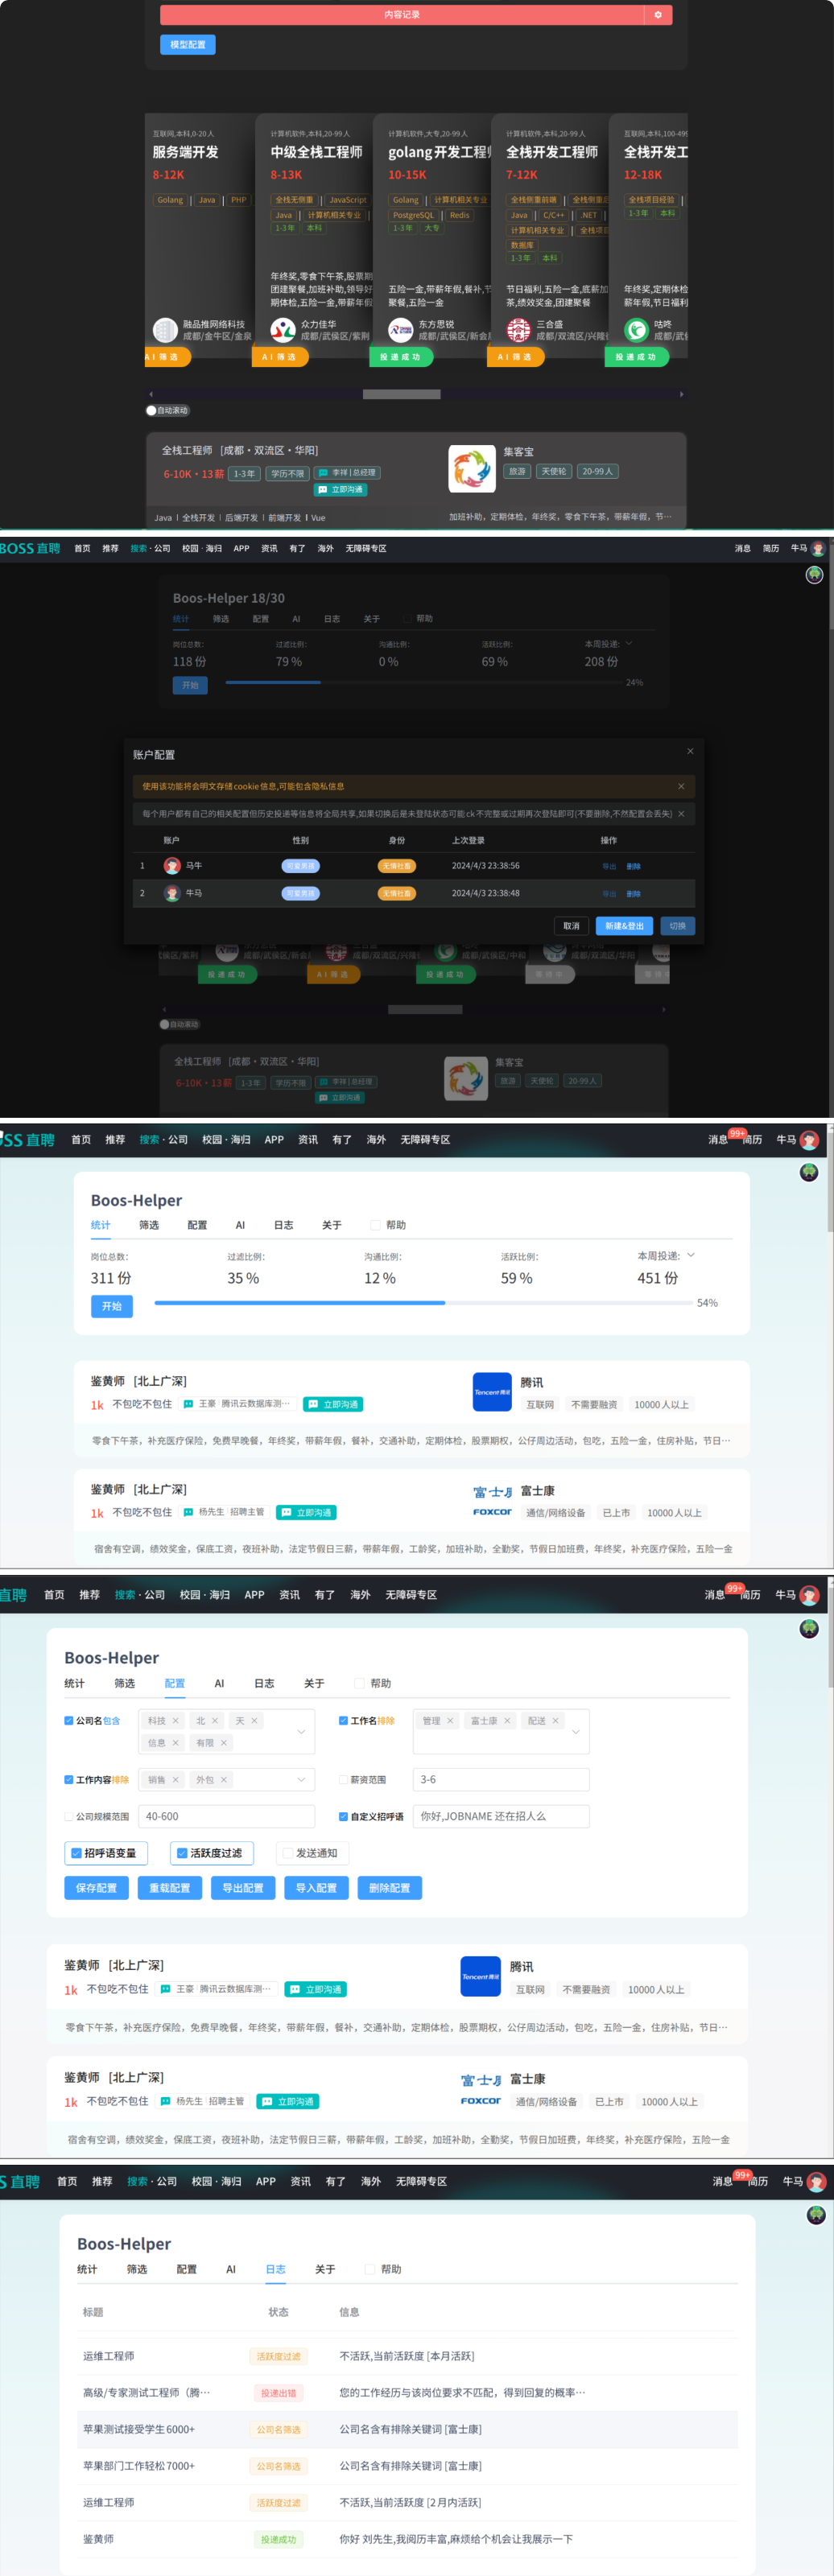 内容记录
模型配置
互联网,本科,0-20人
服务端开发
8-12K
Golang | Java | PHP
融品推网络科技
成都/金牛区/金泉
AI筛选
计算机软件,本科,20-99人
中级全栈工程师
8-13K
全栈无侧重 | JavaScript
Java | 计算机相关专业 |
1-3年 本科
年终奖,零食下午茶,股票期
团建聚餐,加班补助,领导好
期体检,五险一金,带薪年假
众力佳华
成都/武侯区/紫荆
AI筛选
计算机软件,大专,20-99人
golang开发工程师
10-15K
Golang | 计算机相关专业
PostgreSQL | Redis
1-3年 大专
五险一金,带薪年假,餐补,节
聚餐,五险一金
东方思锐
成都/武侯区/新会展
投递成功
计算机软件,本科,20-99人
全栈开发工程师
7-12K
全栈侧重前端 | 全栈侧重后
Java | C/C++ | .NET |
计算机相关专业 | 全栈项目
数据库
1-3年 本科
节日福利,五险一金,底薪加
茶,绩效奖金,团建聚餐
三合盛
成都/双流区/兴隆
AI筛选
互联网,本科,100-499
全栈开发工
12-18K
全栈项目经验 |
1-3年 本科
年终奖,定期体检
薪年假,节日福利
咕咚
成都/武侯
投递成功
自动滚动
全栈工程师 [成都·双流区·华阳]
6-10K·13薪 1-3年 学历不限 李祥|总经理
立即沟通
集客宝
旅游 天使轮 20-99人
Java | 全栈开发 | 后端开发 | 前端开发 | Vue
加班补助，定期体检，年终奖，零食下午茶，带薪年假，节…
BOSS直聘 首页 推荐 搜索·公司 校园·海归 APP 资讯 有了 海外 无障碍专区 消息 简历 牛马
Boos-Helper 18/30
统计 筛选 配置 AI 日志 关于 帮助
岗位总数: 过滤比例: 沟通比例: 活跃比例: 本周投递:
118份 79% 0% 69% 208份
开始 24%
账户配置
使用该功能将会明文存储cookie信息,可能包含隐私信息
每个用户都有自己的相关配置但历史投递等信息将全局共享,如果切换后是未登陆状态可能ck不完整或过期再次登陆即可(不要删除,不然配置会丢失)
账户 性别 身份 上次登录 操作
1 马牛 可爱男孩 无情社畜 2024/4/3 23:38:56 导出 删除
2 牛马 可爱男孩 无情社畜 2024/4/3 23:38:48 导出 删除
取消 新建&登出 切换
武侯区/紫荆 成都/武侯区/新会展 成都/双流区/兴隆 成都/武侯区/中和 成都/双流区/华阳
投递成功 AI筛选 投递成功 等待中 等待中
自动滚动
全栈工程师 [成都·双流区·华阳]
6-10K·13薪 1-3年 学历不限 李祥|总经理
立即沟通
集客宝
旅游 天使轮 20-99人
OSS直聘 首页 推荐 搜索·公司 校园·海归 APP 资讯 有了 海外 无障碍专区 消息 99+ 简历 牛马
Boos-Helper
统计 筛选 配置 AI 日志 关于 帮助
岗位总数: 过滤比例: 沟通比例: 活跃比例: 本周投递:
311份 35% 12% 59% 451份
开始 54%
鉴黄师 [北上广深]
1k 不包吃不包住 王豪|腾讯云数据库测… 立即沟通
Tencent 腾讯
腾讯
互联网 不需要融资 10000人以上
零食下午茶，补充医疗保险，免费早晚餐，年终奖，带薪年假，餐补，交通补助，定期体检，股票期权，公仔周边活动，包吃，五险一金，住房补贴，节日…
鉴黄师 [北上广深]
1k 不包吃不包住 杨先生|招聘主管 立即沟通
富士康
FOXCON
富士康
通信/网络设备 已上市 10000人以上
宿舍有空调，绩效奖金，保底工资，夜班补助，法定节假日三薪，带薪年假，工龄奖，加班补助，全勤奖，节假日加班费，年终奖，补充医疗保险，五险一金
直聘 首页 推荐 搜索·公司 校园·海归 APP 资讯 有了 海外 无障碍专区 消息 99+ 简历 牛马
Boos-Helper
统计 筛选 配置 AI 日志 关于 帮助
公司名包含 科技 北 天 信息 有限
工作名排除 管理 富士康 配送
工作内容排除 销售 外包
薪资范围 3-6
公司规模范围 40-600
自定义招呼语 你好,JOBNAME 还在招人么
招呼语变量 活跃度过滤 发送通知
保存配置 重载配置 导出配置 导入配置 删除配置
鉴黄师 [北上广深]
1k 不包吃不包住 王豪|腾讯云数据库测… 立即沟通
Tencent 腾讯
腾讯
互联网 不需要融资 10000人以上
零食下午茶，补充医疗保险，免费早晚餐，年终奖，带薪年假，餐补，交通补助，定期体检，股票期权，公仔周边活动，包吃，五险一金，住房补贴，节日…
鉴黄师 [北上广深]
1k 不包吃不包住 杨先生|招聘主管 立即沟通
富士康
FOXCON
富士康
通信/网络设备 已上市 10000人以上
宿舍有空调，绩效奖金，保底工资，夜班补助，法定节假日三薪，带薪年假，工龄奖，加班补助，全勤奖，节假日加班费，年终奖，补充医疗保险，五险一金
S直聘 首页 推荐 搜索·公司 校园·海归 APP 资讯 有了 海外 无障碍专区 消息 99+ 简历 牛马
Boos-Helper
统计 筛选 配置 AI 日志 关于 帮助
标题 状态 信息
运维工程师 活跃度过滤 不活跃,当前活跃度 [本月活跃]
高级/专家测试工程师（腾… 投递出错 您的工作经历与该岗位要求不匹配，得到回复的概率…
苹果测试接受学生6000+ 公司名筛选 公司名含有排除关键词 [富士康]
苹果部门工作轻松7000+ 公司名筛选 公司名含有排除关键词 [富士康]
运维工程师 活跃度过滤 不活跃,当前活跃度 [2月内活跃]
鉴黄师 投递成功 你好 刘先生,我阅历丰富,麻烦给个机会让我展示一下